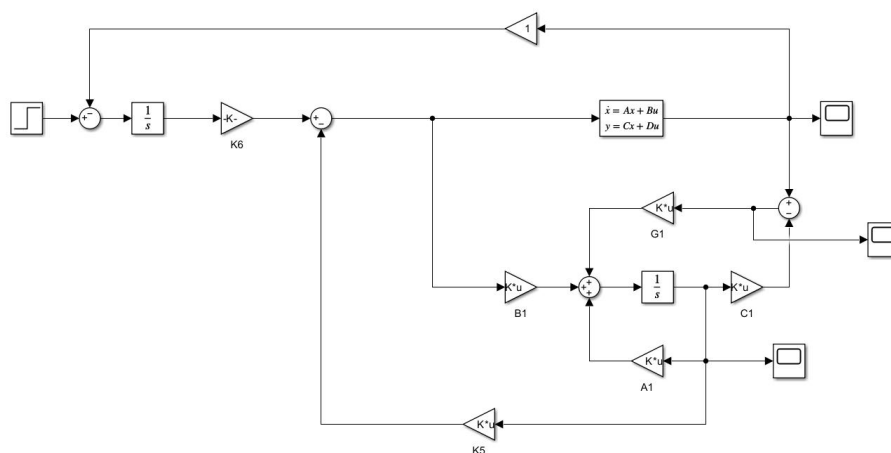 1
+
−
1
s
-K-
K6
+
−
ẋ = Ax + Bu
y = Cx + Du
K*u
G1
+
−
K*u
B1
+
+
+
1
s
K*u
C1
K*u
A1
K*u
K5